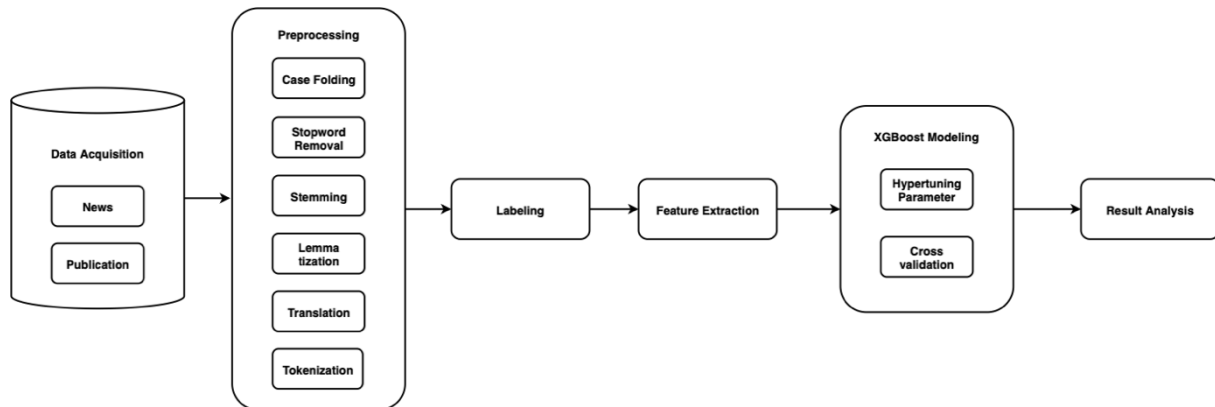 Data Acquisition
News
Publication
Preprocessing
Case Folding
Stopword
Removal
Stemming
Lemma
tization
Translation
Tokenization
Labeling
Feature Extraction
XGBoost Modeling
Hypertuning
Parameter
Cross
validation
Result Analysis